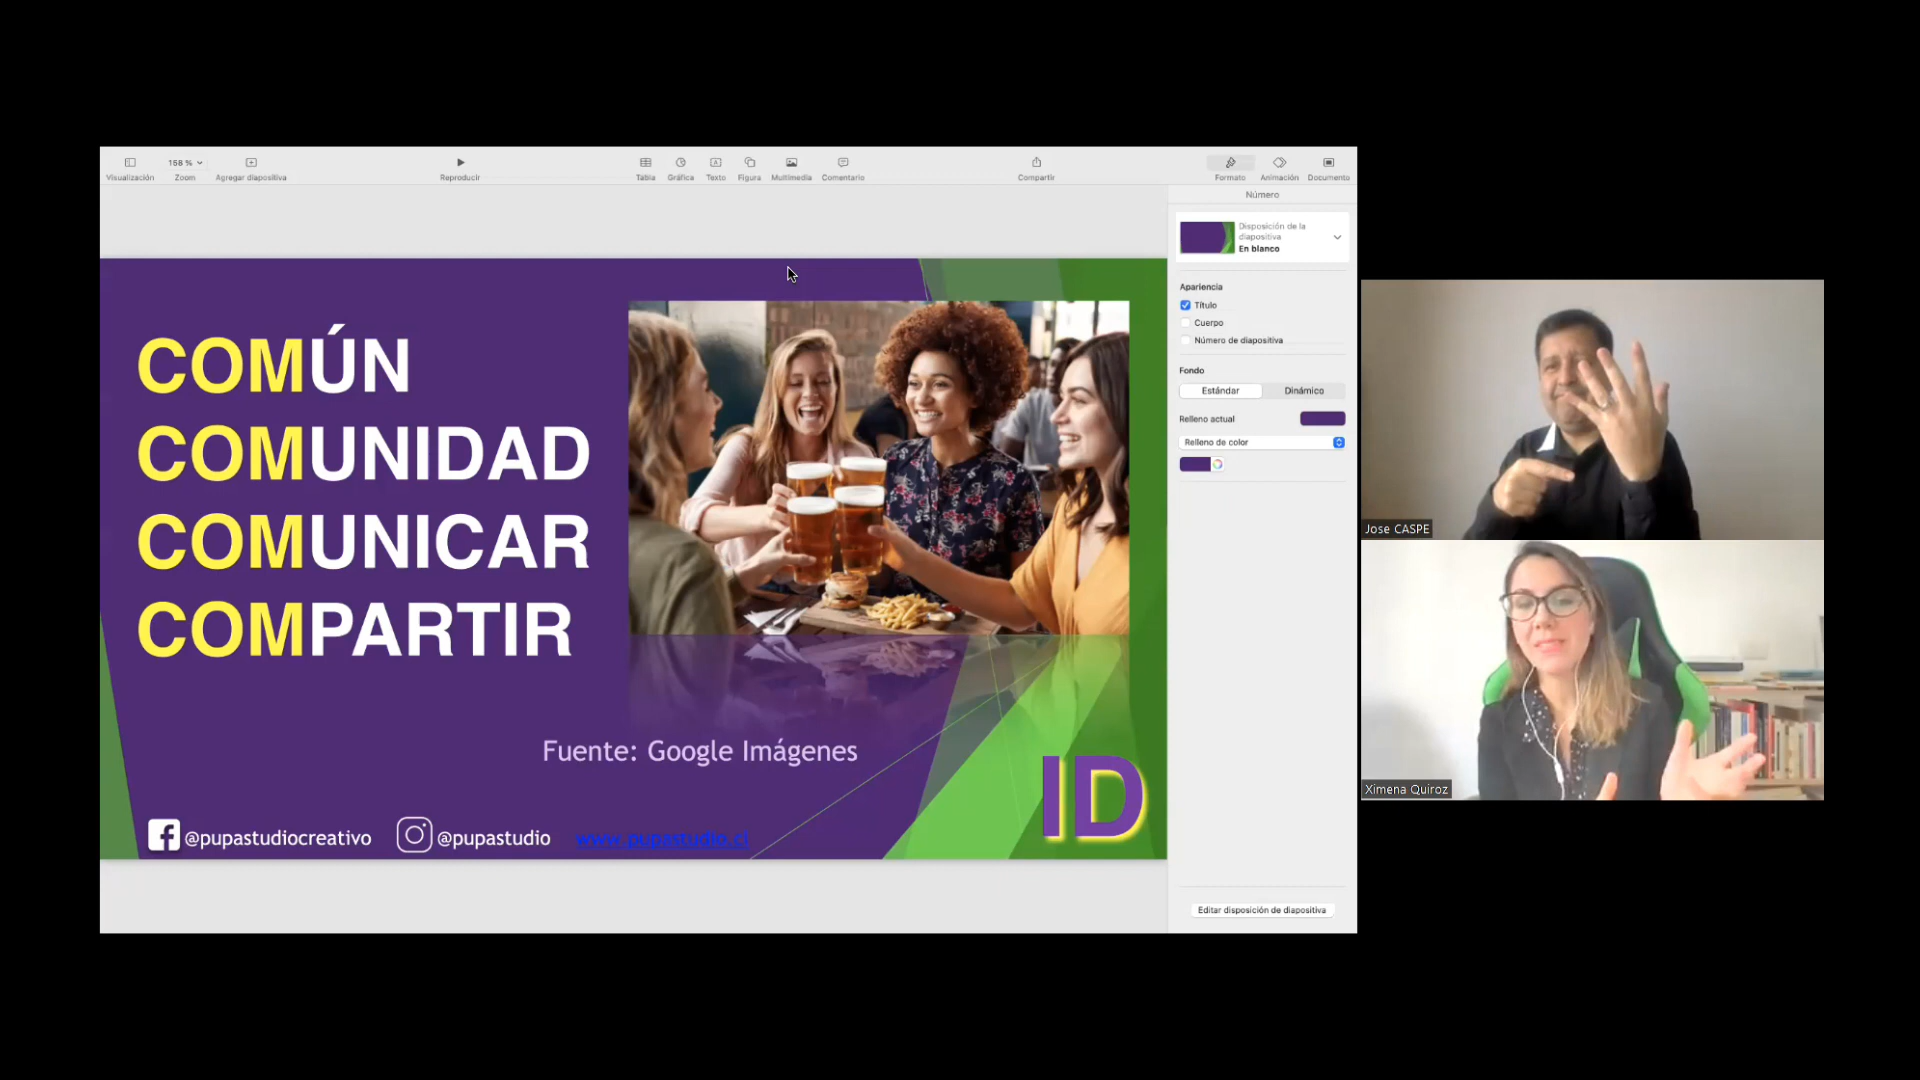 Visualización
158 %
Zoom
Agregar diapositiva
Reproducir
Tabla
Gráfica
Texto
Figura
Multimedia
Comentario
Compartir
Formato
Animación
Documento
Número
Disposición de la
diapositiva
En blanco
Apariencia
Título
Cuerpo
Número de diapositiva
Fondo
Estándar
Dinámico
Relleno actual
Relleno de color
Editar disposición de diapositiva
COMÚN
COMUNIDAD
COMUNICAR
COMPARTIR
Fuente: Google Imágenes
ID
@pupastudiocreativo
@pupastudio
www.pupastudio.cl
Jose CASPE
Ximena Quiroz